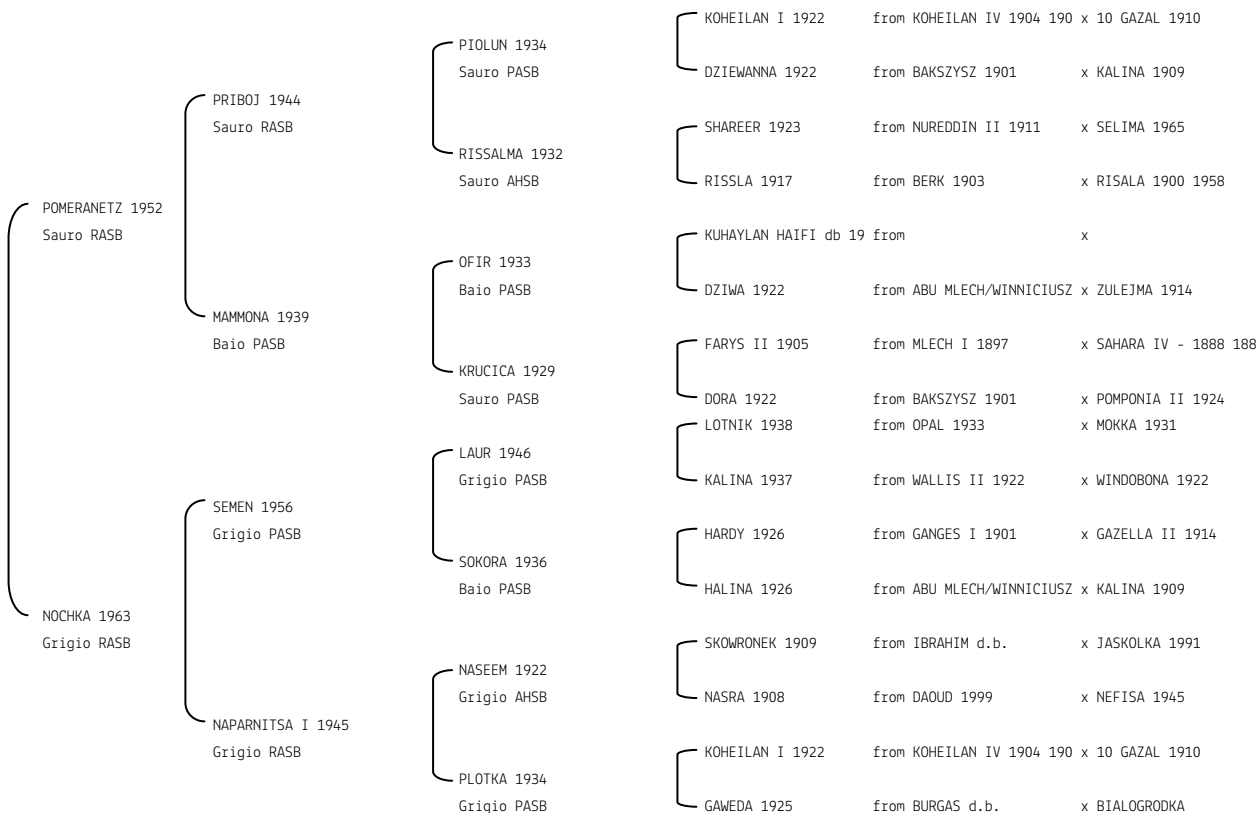 KOHEILAN I 1922 from KOHEILAN IV 1904 190 x 10 GAZAL 1910
PIOLUN 1934
Sauro PASB
DZIEWANNA 1922 from BAKSZYSZ 1901 x KALINA 1909
PRIBOJ 1944
Sauro RASB
SHAREER 1923 from NUREDDIN II 1911 x SELIMA 1965
RISSALMA 1932
Sauro AHSB
RISSLA 1917 from BERK 1903 x RISALA 1900 1958
POMERANETZ 1952
Sauro RASB
KUHAYLAN HAIFI db 19 from x
OFIR 1933
Baio PASB
DZIWA 1922 from ABU MLECH/WINNICIUSZ x ZULEJMA 1914
MAMMONA 1939
Baio PASB
FARYS II 1905 from MLECH I 1897 x SAHARA IV - 1888 188
KRUCICA 1929
Sauro PASB
DORA 1922 from BAKSZYSZ 1901 x POMPONIA II 1924
LOTNIK 1938 from OPAL 1933 x MOKKA 1931
LAUR 1946
Grigio PASB
KALINA 1937 from WALLIS II 1922 x WINDOBONA 1922
SEMEN 1956
Grigio PASB
HARDY 1926 from GANGES I 1901 x GAZELLA II 1914
SOKORA 1936
Baio PASB
HALINA 1926 from ABU MLECH/WINNICIUSZ x KALINA 1909
NOCHKA 1963
Grigio RASB
SKOWRONEK 1909 from IBRAHIM d.b. x JASKOLKA 1991
NASEEM 1922
Grigio AHSB
NASRA 1908 from DAOUD 1999 x NEFISA 1945
NAPARNITSA I 1945
Grigio RASB
KOHEILAN I 1922 from KOHEILAN IV 1904 190 x 10 GAZAL 1910
PLOTKA 1934
Grigio PASB
GAWEDA 1925 from BURGAS d.b. x BIALOGRODKA